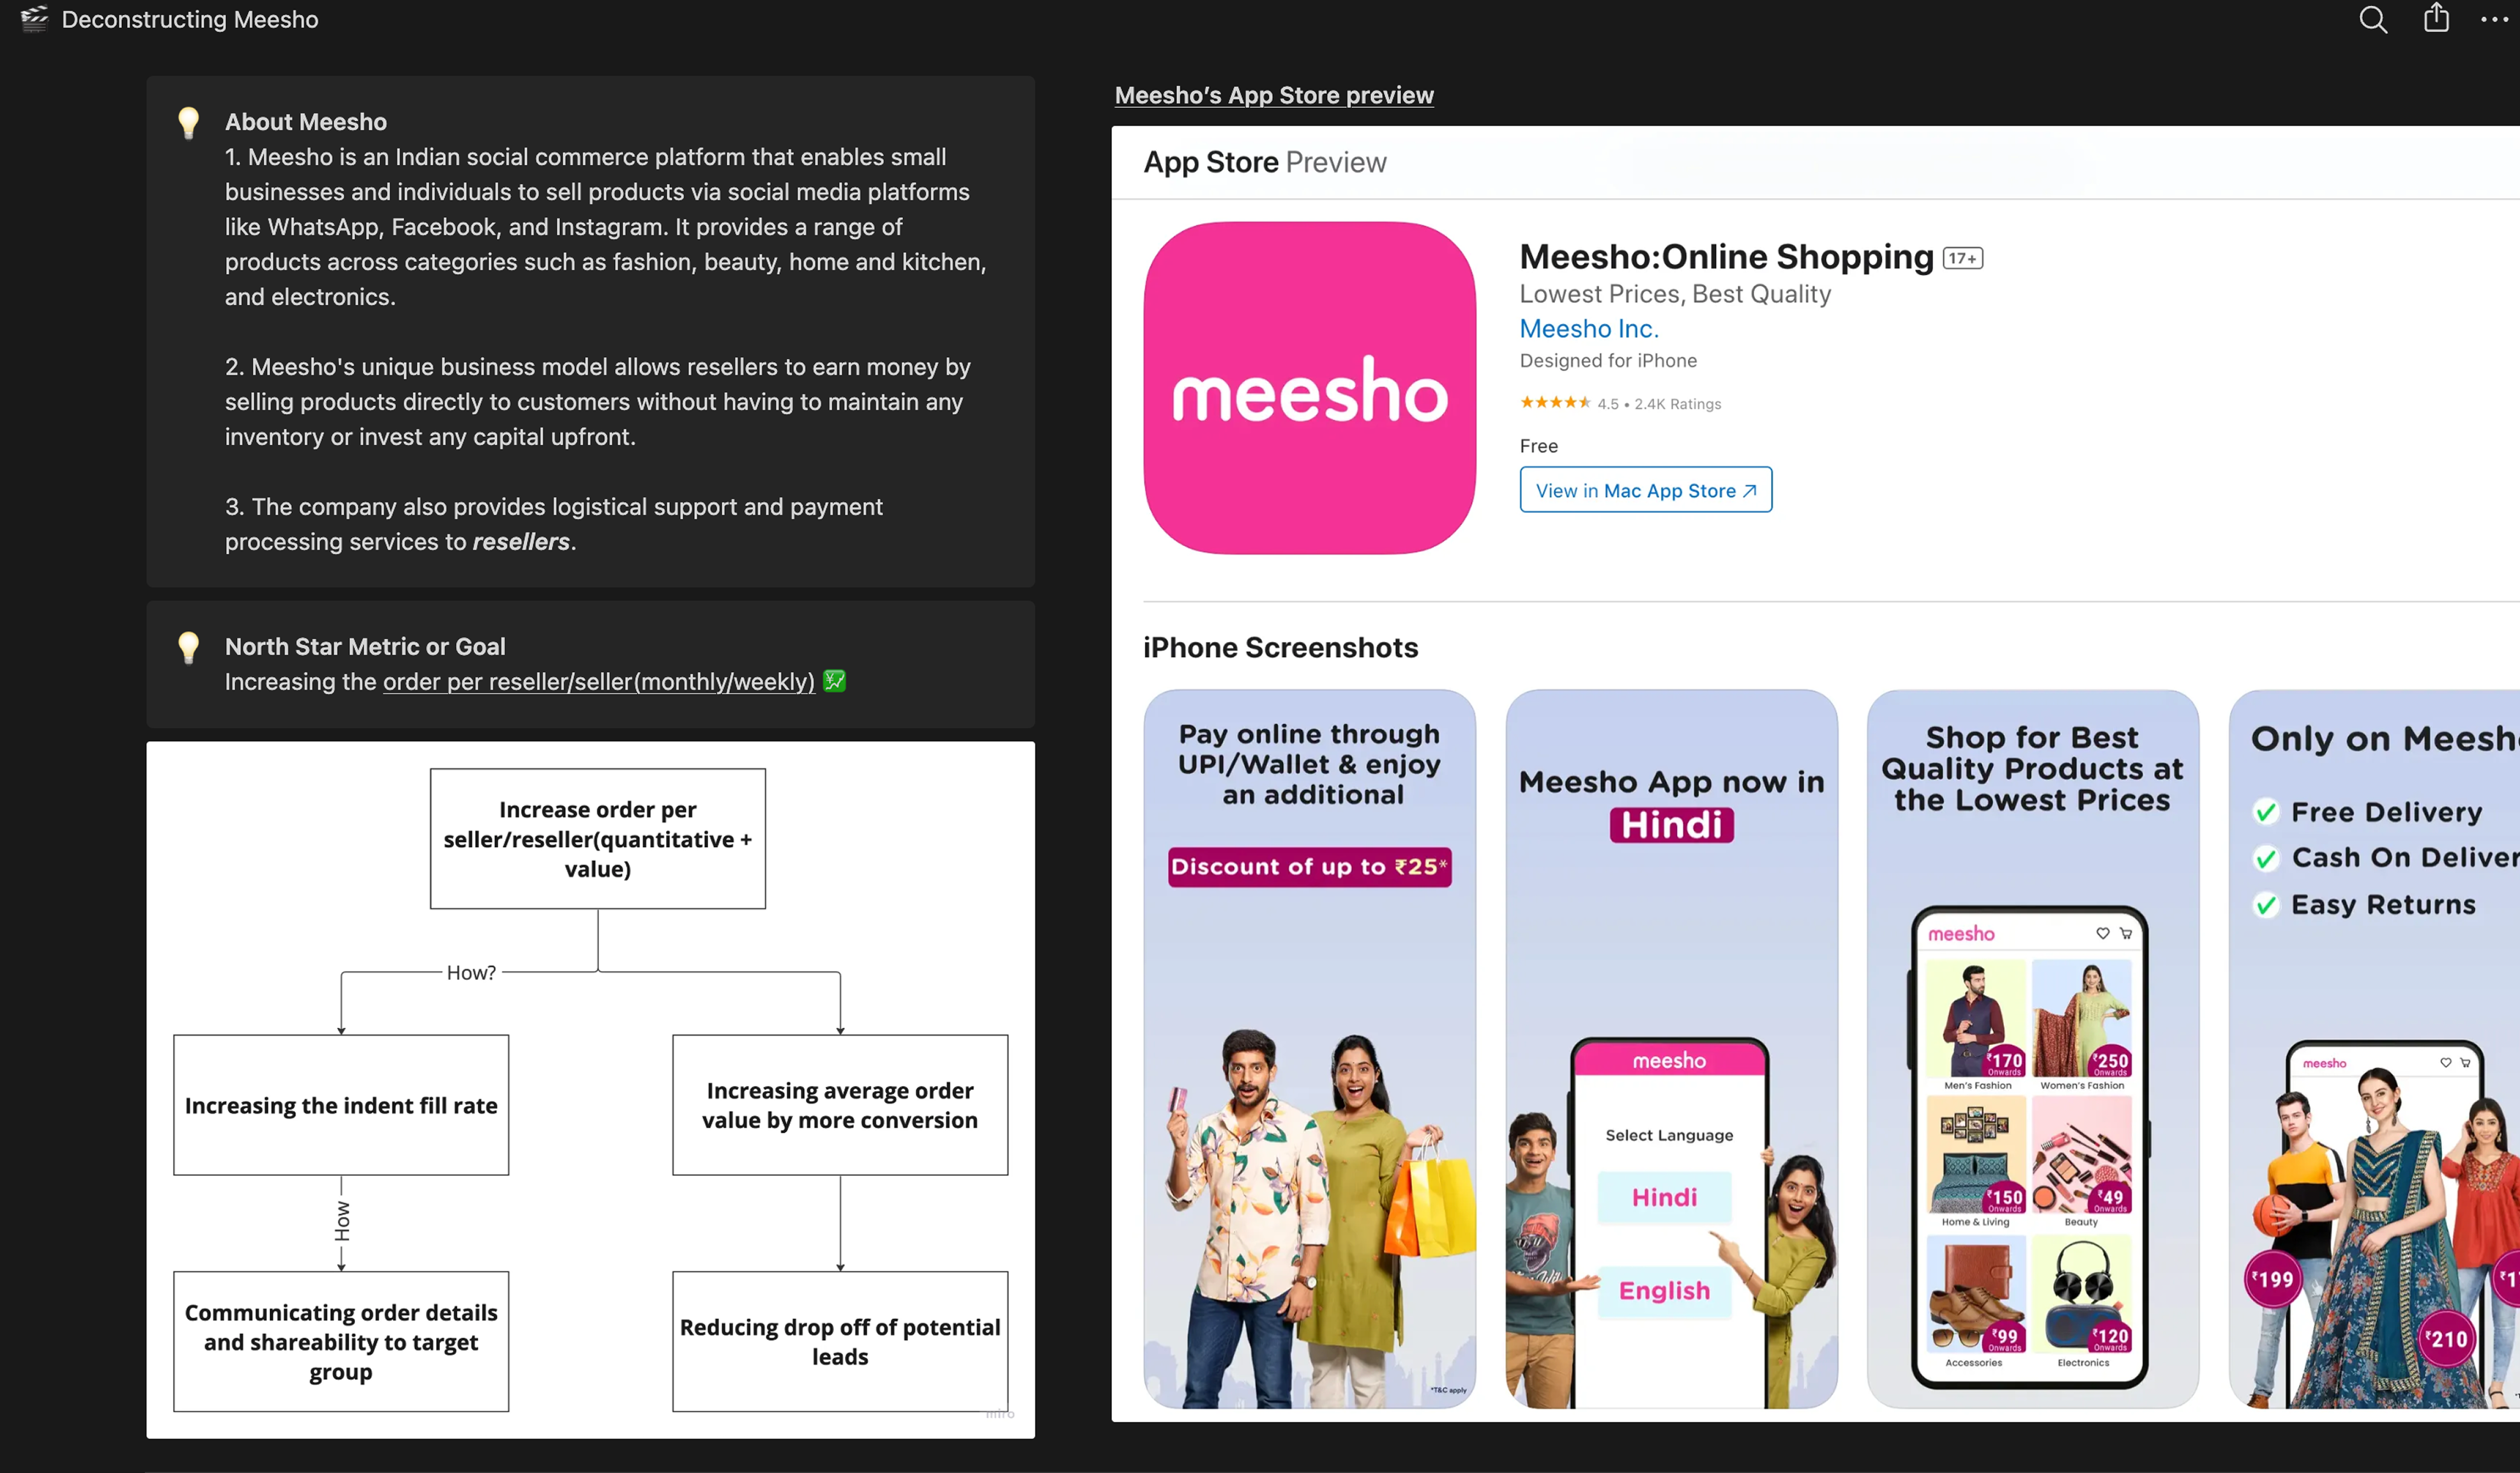 Deconstructing Meesho
About Meesho
1. Meesho is an Indian social commerce platform that enables small
businesses and individuals to sell products via social media platforms
like WhatsApp, Facebook, and Instagram. It provides a range of
products across categories such as fashion, beauty, home and kitchen,
and electronics.
2. Meesho's unique business model allows resellers to earn money by
selling products directly to customers without having to maintain any
inventory or invest any capital upfront.
3. The company also provides logistical support and payment
processing services to resellers.
North Star Metric or Goal
Increasing the order per reseller/seller(monthly/weekly)
Increase order per
seller/reseller(quantitative +
value)
How?
Increasing the indent fill rate
Increasing average order
value by more conversion
How
Communicating order details
and shareability to target
group
Reducing drop off of potential
leads
miro
Meesho’s App Store preview
App Store Preview
meesho
Meesho:Online Shopping 17+
Lowest Prices, Best Quality
Meesho Inc.
Designed for iPhone
4.5 • 2.4K Ratings
Free
View in Mac App Store
iPhone Screenshots
Pay online through
UPI/Wallet & enjoy
an additional
Discount of up to ₹25*
*T&C apply
Meesho App now in
Hindi
meesho
Select Language
Hindi
English
Shop for Best
Quality Products at
the Lowest Prices
meesho
₹170 Onwards
₹250 Onwards
Men's Fashion
Women's Fashion
₹150 Onwards
₹49 Onwards
Home & Living
Beauty
₹99 Onwards
₹120 Onwards
Accessories
Electronics
Only on Meesh
Free Delivery
Cash On Deliver
Easy Returns
meesho
₹199
₹210